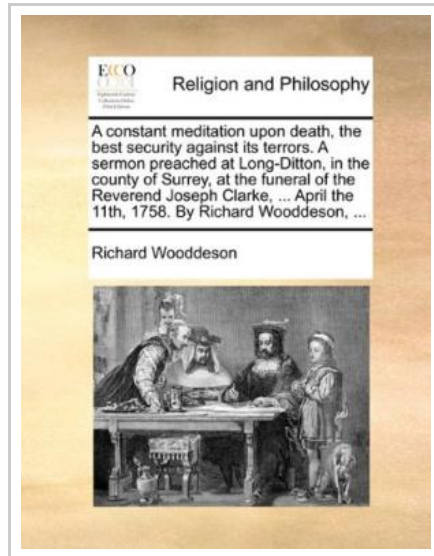 ECCO
Religion and Philosophy
A constant meditation upon death, the
best security against its terrors. A
sermon preached at Long-Ditton, in the
county of Surrey, at the funeral of the
Reverend Joseph Clarke, ... April the
11th, 1758. By Richard Wooddeson, ...
Richard Wooddeson